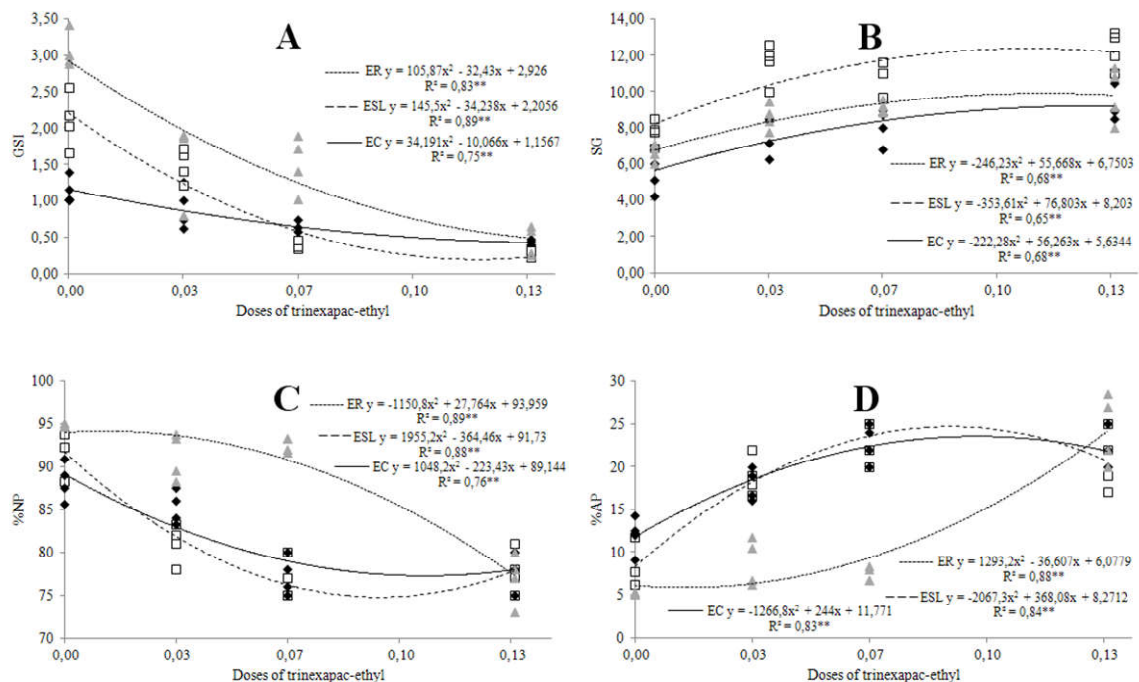 A
GSI
3,50
3,00
2,50
2,00
1,50
1,00
0,50
0,00
0,00 0,03 0,07 0,10 0,13
Doses of trinexapac-ethyl
ER y = 105,87x² - 32,43x + 2,926
R² = 0,83**
ESL y = 145,5x² - 34,238x + 2,2056
R² = 0,89**
EC y = 34,191x² - 10,066x + 1,1567
R² = 0,75**
B
SG
14,00
12,00
10,00
8,00
6,00
4,00
2,00
0,00
0,00 0,03 0,07 0,10 0,13
Doses of trinexapac-ethyl
ER y = -246,23x² + 55,668x + 6,7503
R² = 0,68**
ESL y = -353,61x² + 76,803x + 8,203
R² = 0,65**
EC y = -222,28x² + 56,263x + 5,6344
R² = 0,68**
C
%NP
100
95
90
85
80
75
70
0,00 0,03 0,07 0,10 0,13
Doses of trinexapac-ethyl
ER y = -1150,8x² + 27,764x + 93,959
R² = 0,89**
ESL y = 1955,2x² - 364,46x + 91,73
R² = 0,88**
EC y = 1048,2x² - 223,43x + 89,144
R² = 0,76**
D
%AP
30
25
20
15
10
5
0
0,00 0,03 0,07 0,10 0,13
Doses of trinexapac-ethyl
ER y = 1293,2x² - 36,607x + 6,0779
R² = 0,88**
ESL y = -2067,3x² + 368,08x + 8,2712
R² = 0,84**
EC y = -1266,8x² + 244x + 11,771
R² = 0,83**